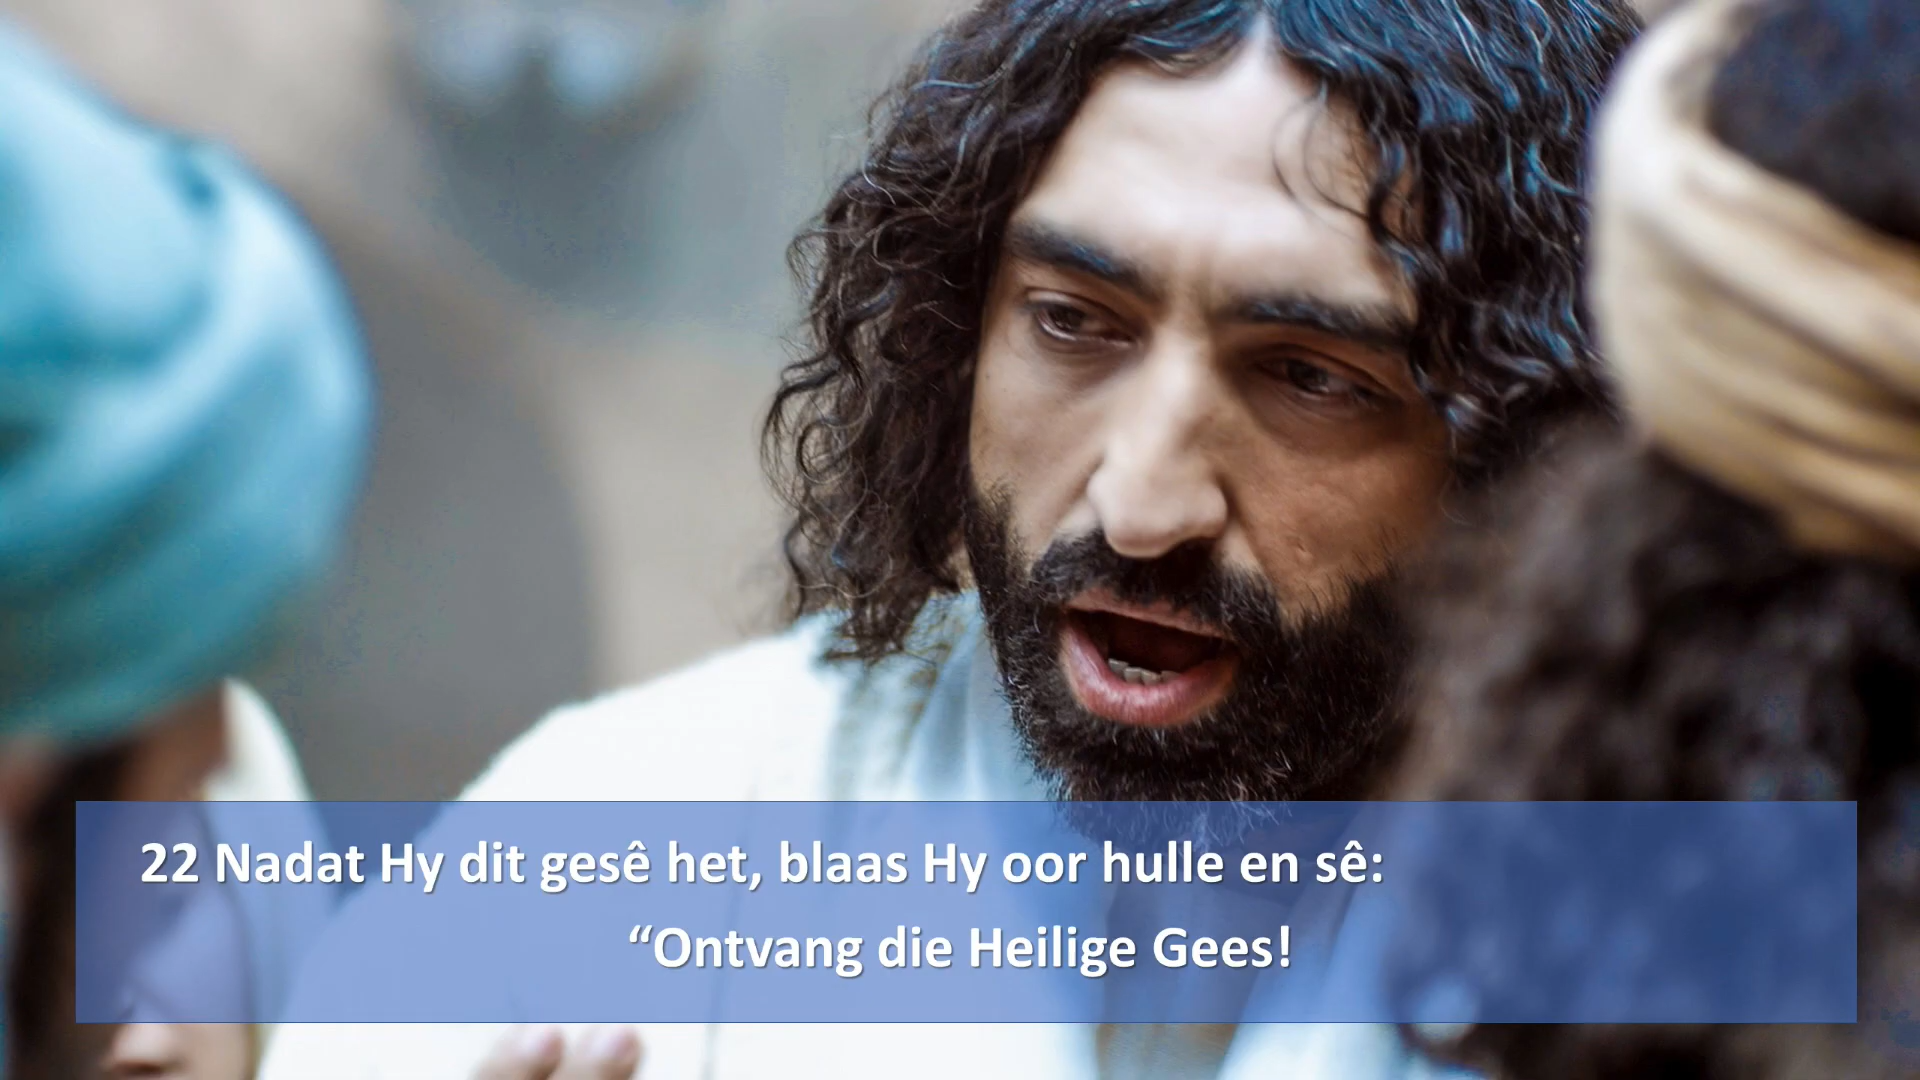 22 Nadat Hy dit gesê het, blaas Hy oor hulle en sê:
“Ontvang die Heilige Gees!